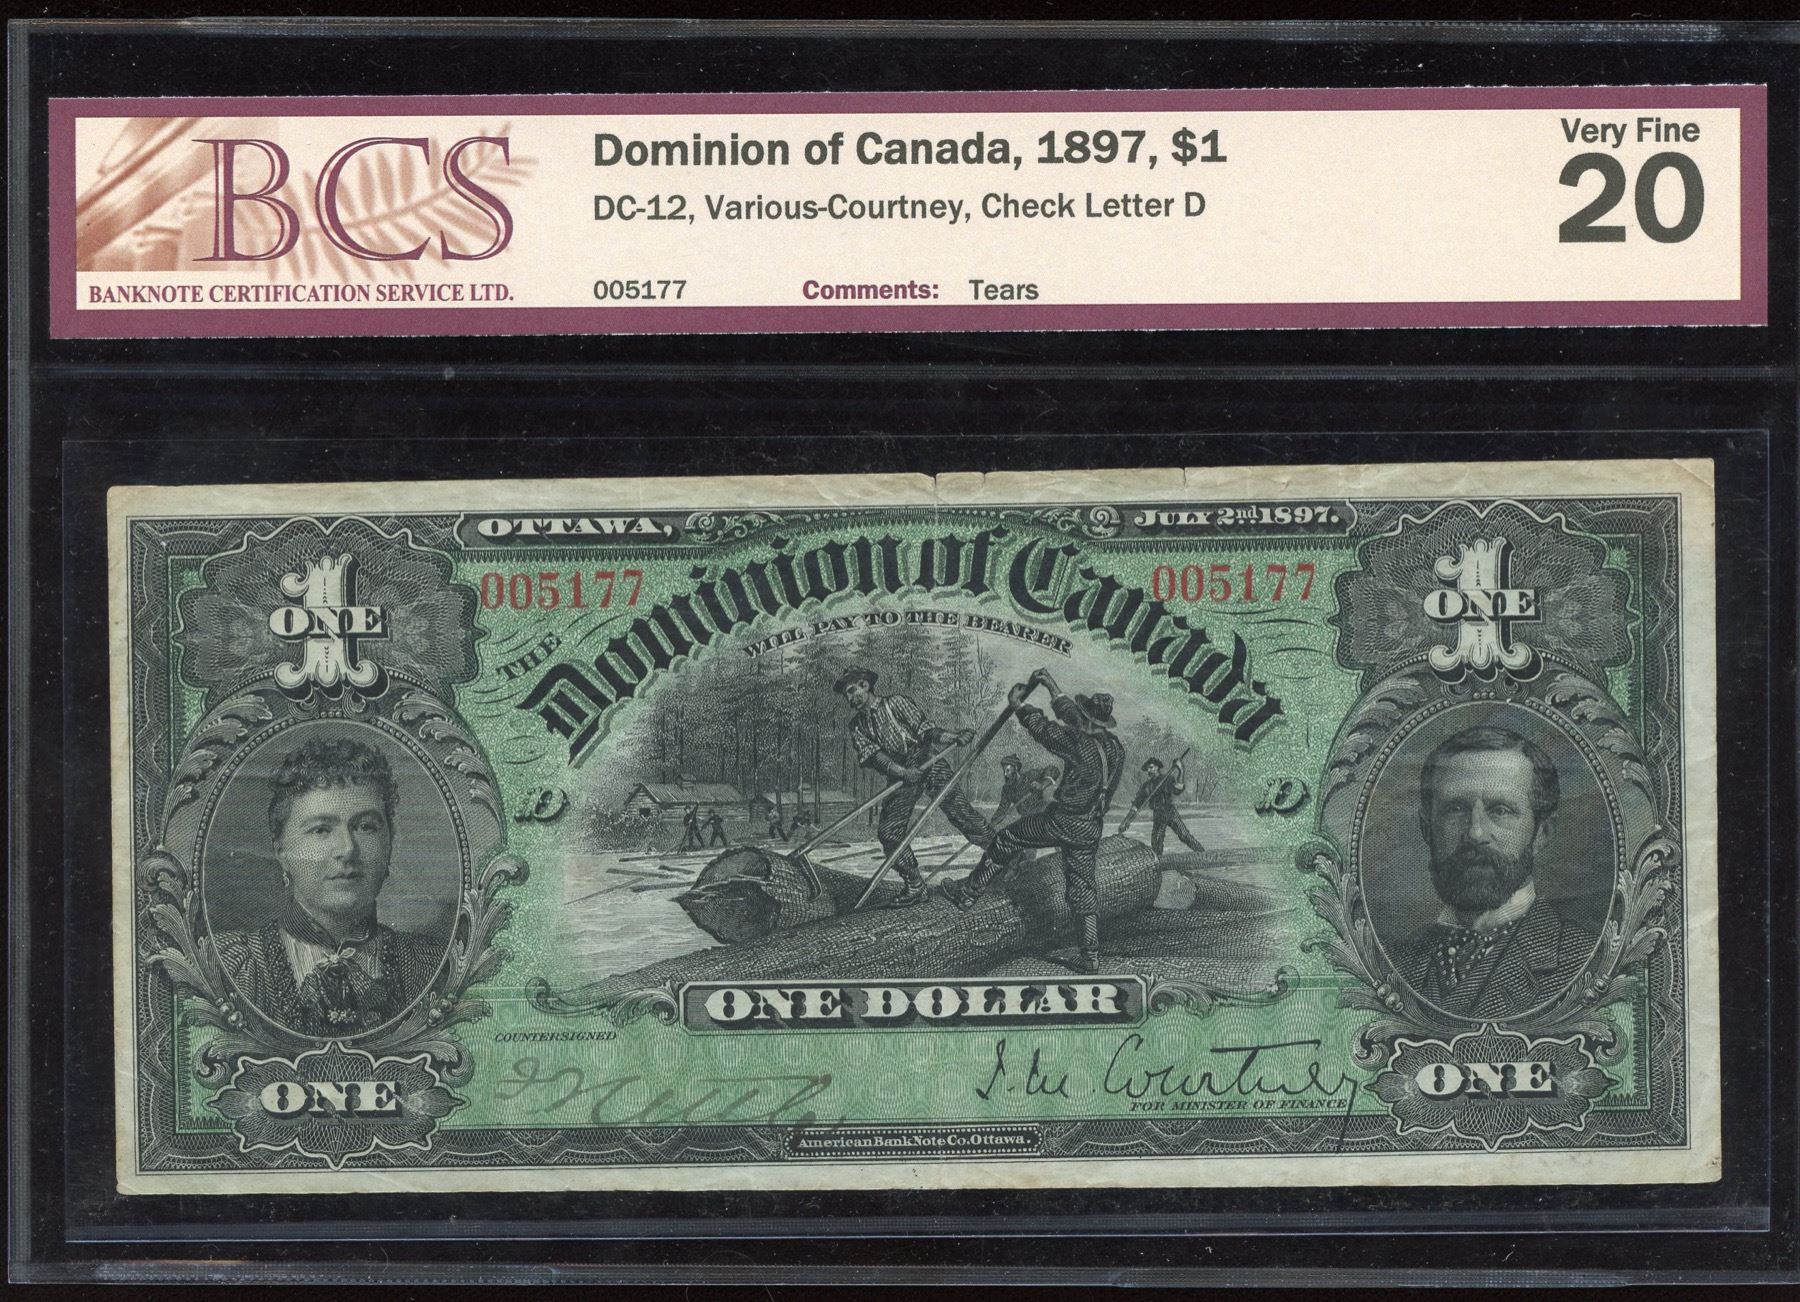 BCS
BANKNOTE CERTIFICATION SERVICE LTD.
Dominion of Canada, 1897, $1
DC-12, Various-Courtney, Check Letter D
005177 Comments: Tears
Very Fine
20
OTTAWA, JULY 2nd 1897.
1 ONE
005177
005177
1 ONE
THE Dominion of Canada
WILL PAY TO THE BEARER
D
D
ONE DOLLAR
COUNTERSIGNED
J. M. Courtney
FOR MINISTER OF FINANCE
ONE
ONE
American Bank Note Co. Ottawa.